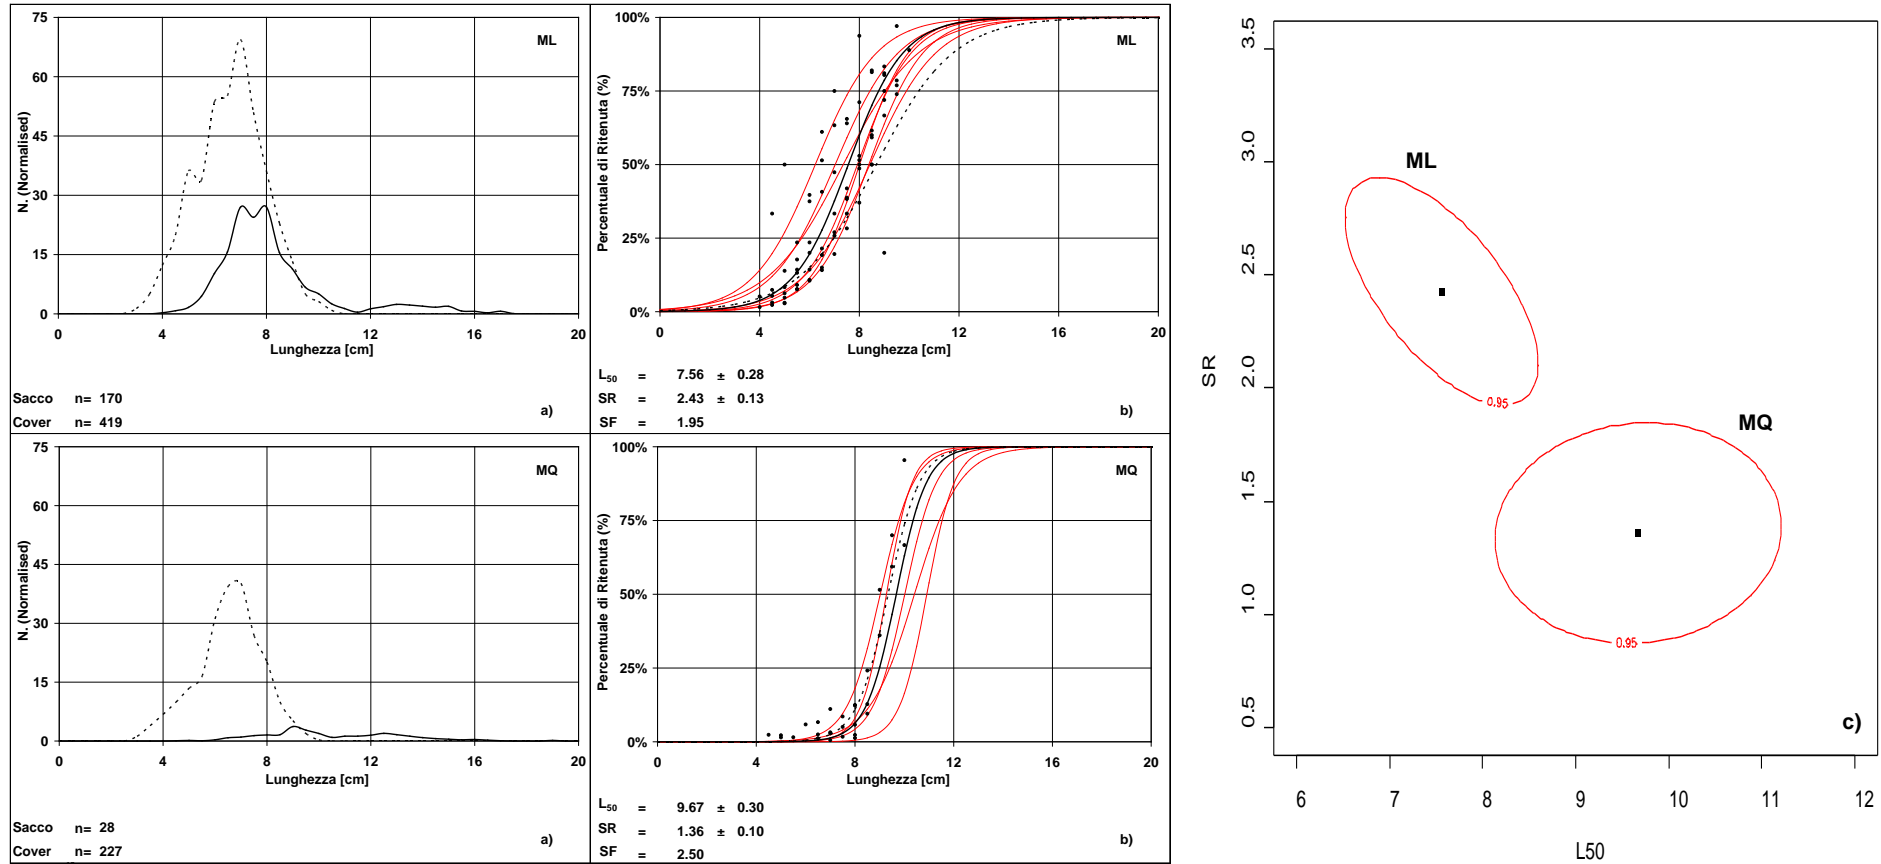 75
60
45
30
15
0
0 4 8 12 16 20
N. (Normalised)
Lunghezza [cm]
ML
Sacco n= 170
Cover n= 419
a)
100%
75%
50%
25%
0%
0 4 8 12 16 20
Percentuale di Ritenuta (%)
Lunghezza [cm]
ML
L50 = 7.56 ± 0.28
SR = 2.43 ± 0.13
SF = 1.95
b)
75
60
45
30
15
0
0 4 8 12 16 20
N. (Normalised)
Lunghezza [cm]
MQ
Sacco n= 28
Cover n= 227
a)
100%
75%
50%
25%
0%
0 4 8 12 16 20
Percentuale di Ritenuta (%)
Lunghezza [cm]
MQ
L50 = 9.67 ± 0.30
SR = 1.36 ± 0.10
SF = 2.50
b)
3.5
3.0
2.5
2.0
1.5
1.0
0.5
SR
ML
0.95
MQ
0.95
c)
6 7 8 9 10 11 12
L50